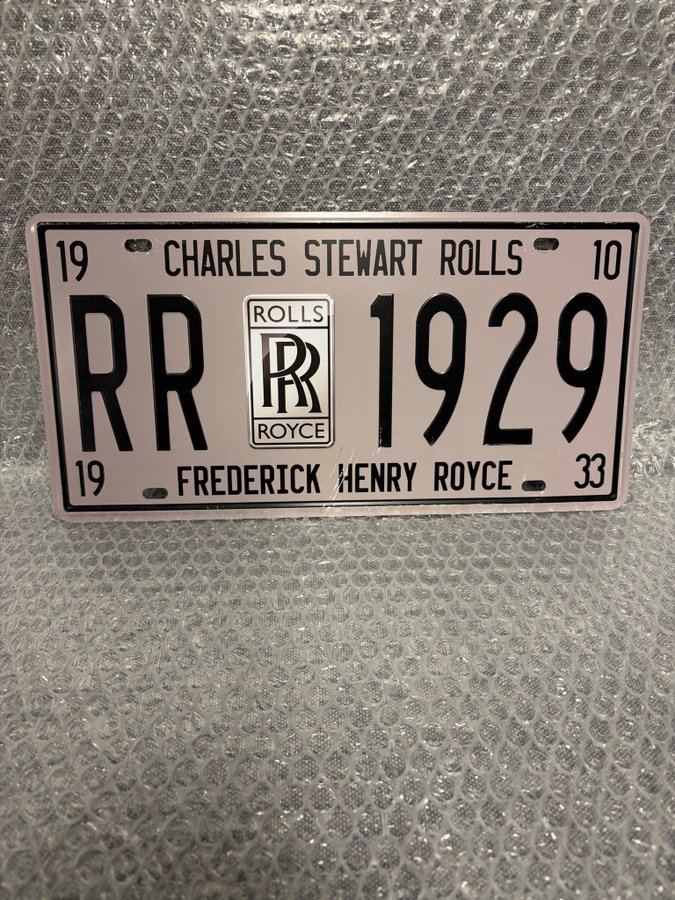 19 CHARLES STEWART ROLLS 10
RR ROLLS RR ROYCE 1929
19 FREDERICK HENRY ROYCE 33